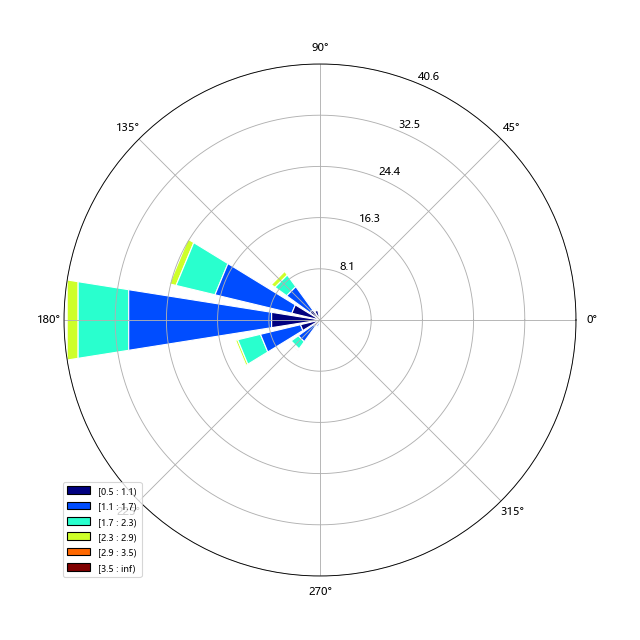 90°
40.6
135°
45°
32.5
24.4
16.3
8.1
180°
0°
[0.5 : 1.1)
[1.1 : 1.7)
225°
[1.7 : 2.3)
[2.3 : 2.9)
[2.9 : 3.5)
[3.5 : inf)
315°
270°